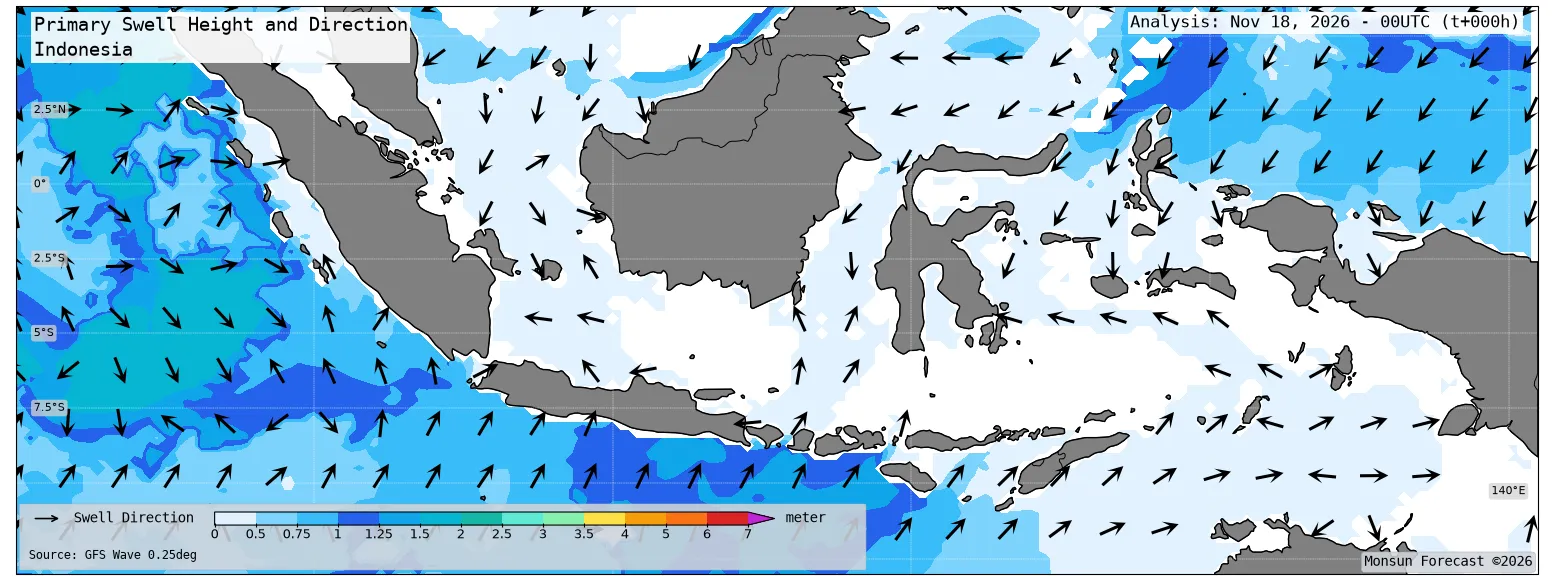 Primary Swell Height and Direction
Indonesia
Analysis: Nov 18, 2026 - 00UTC (t+000h)
2.5°N
0°
2.5°S
5°S
7.5°S
140°E
Swell Direction
0 0.5 0.75 1 1.25 1.5 2 2.5 3 3.5 4 5 6 7
meter
Source: GFS Wave 0.25deg
Monsun Forecast ©2026